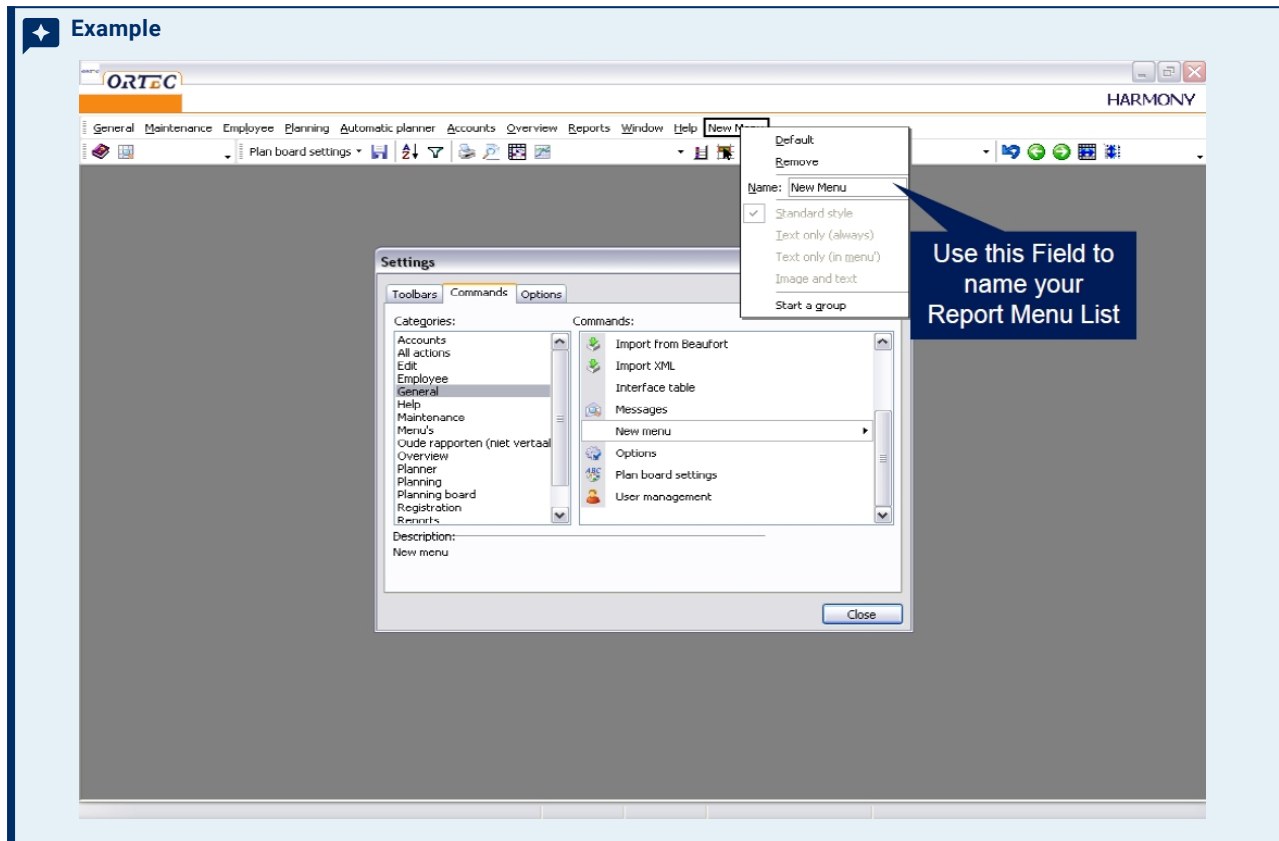 Example
ORTEC
HARMONY
General Maintenance Employee Planning Automatic planner Accounts Overview Reports Window Help New Menu
Plan board settings
Default
Remove
Name: New Menu
Standard style
Text only (always)
Text only (in menu')
Image and text
Start a group
Use this Field to
name your
Report Menu List
Settings
Toolbars Commands Options
Categories:
Accounts
All actions
Edit
Employee
General
Help
Maintenance
Menu's
Oude rapporten (niet vertaal
Overview
Planner
Planning
Planning board
Registration
Reports
Commands:
Import from Beaufort
Import XML
Interface table
Messages
New menu
Options
Plan board settings
User management
Description:
New menu
Close